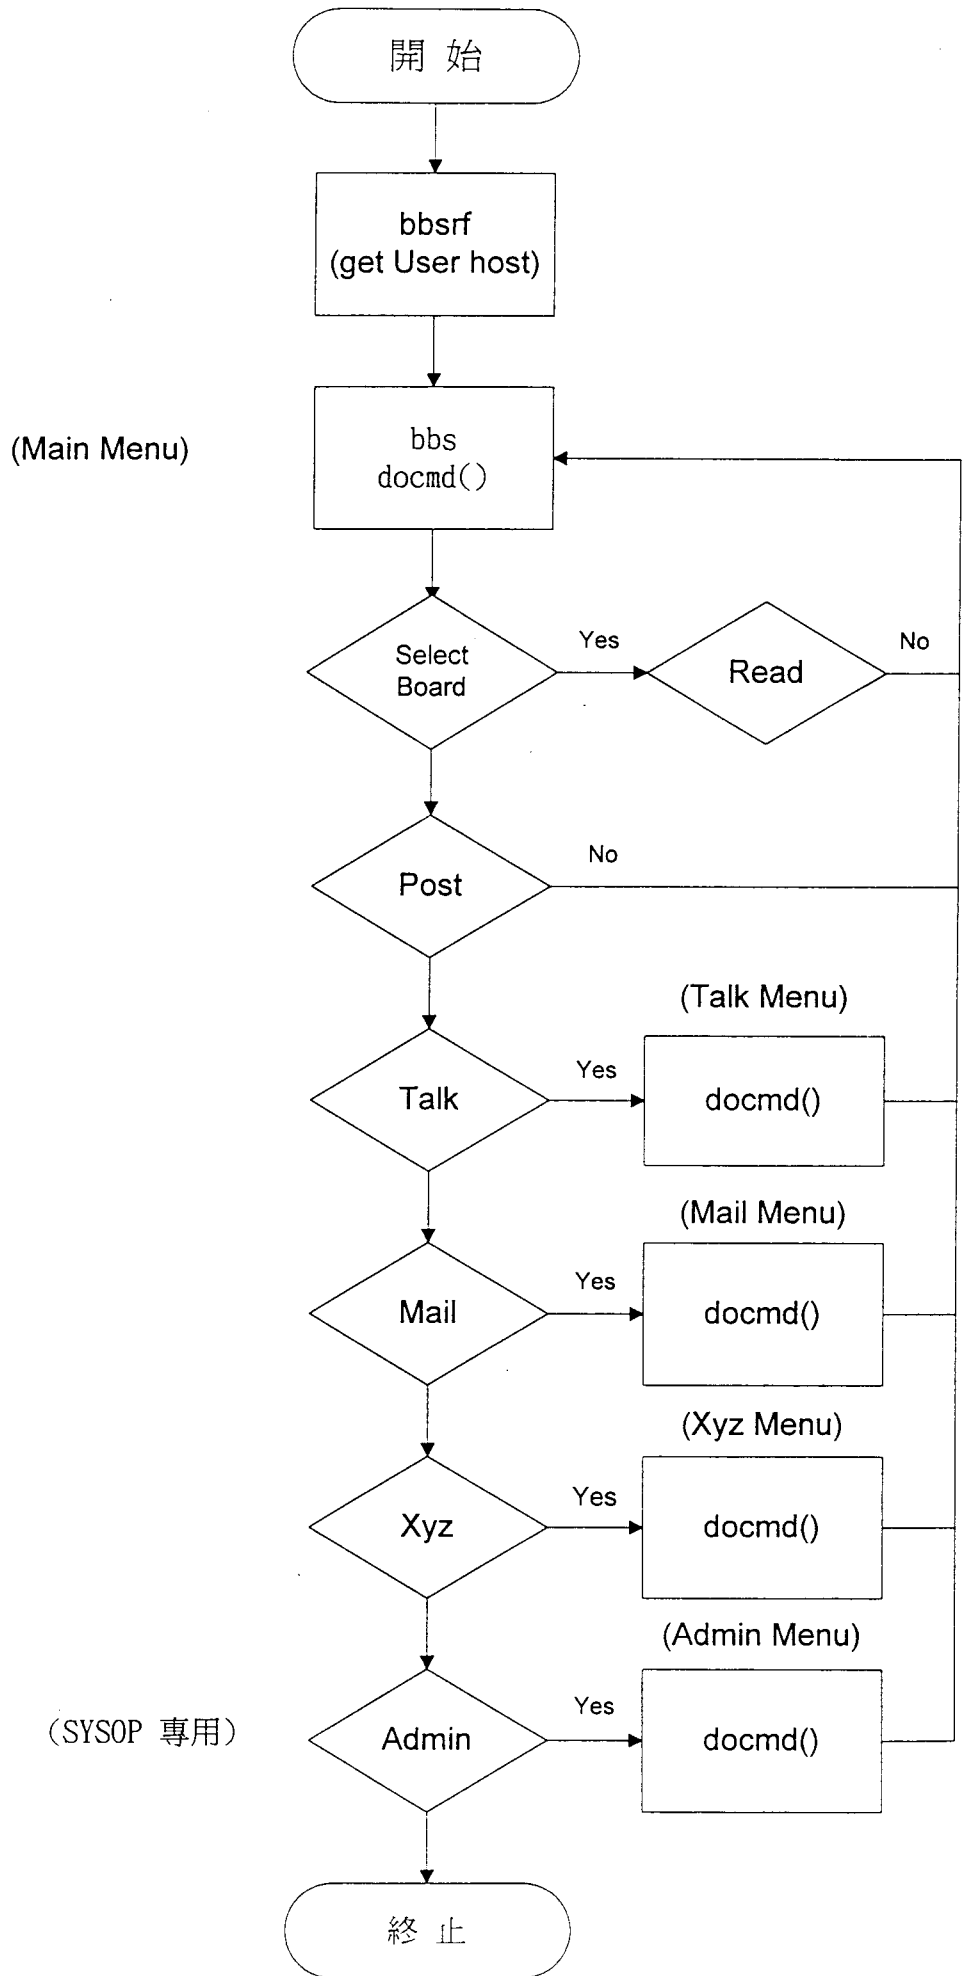 開 始
bbsrf
(get User host)
(Main Menu)
bbs
docmd()
Select
Board
Yes
Read
No
Post
No
(Talk Menu)
Talk
Yes
docmd()
(Mail Menu)
Mail
Yes
docmd()
(Xyz Menu)
Xyz
Yes
docmd()
(Admin Menu)
(SYSOP 專用)
Admin
Yes
docmd()
終 止